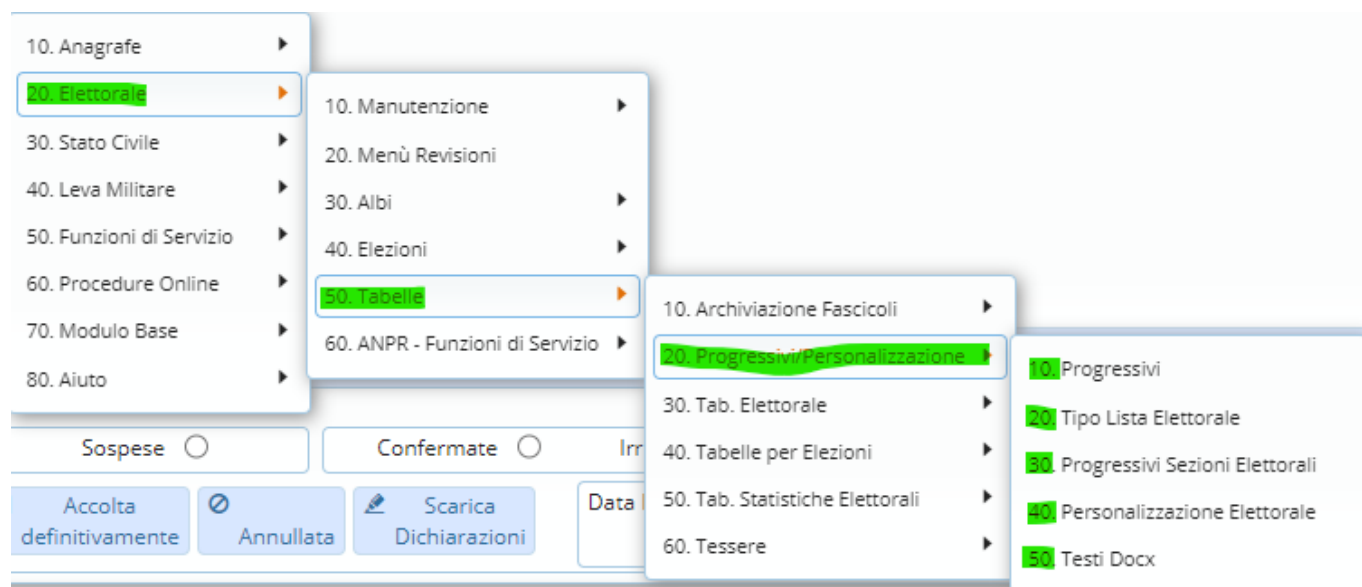 10. Anagrafe
20. Elettorale
30. Stato Civile
40. Leva Militare
50. Funzioni di Servizio
60. Procedure Online
70. Modulo Base
80. Aiuto
10. Manutenzione
20. Menù Revisioni
30. Albi
40. Elezioni
50. Tabelle
60. ANPR - Funzioni di Servizio
10. Archiviazione Fascicoli
20. Progressivi/Personalizzazione
30. Tab. Elettorale
40. Tabelle per Elezioni
50. Tab. Statistiche Elettorali
60. Tessere
10. Progressivi
20. Tipo Lista Elettorale
30. Progressivi Sezioni Elettorali
40. Personalizzazione Elettorale
50. Testi Docx
Sospese
Confermate
Irr
Accolta
definitivamente
Annullata
Scarica
Dichiarazioni
Data